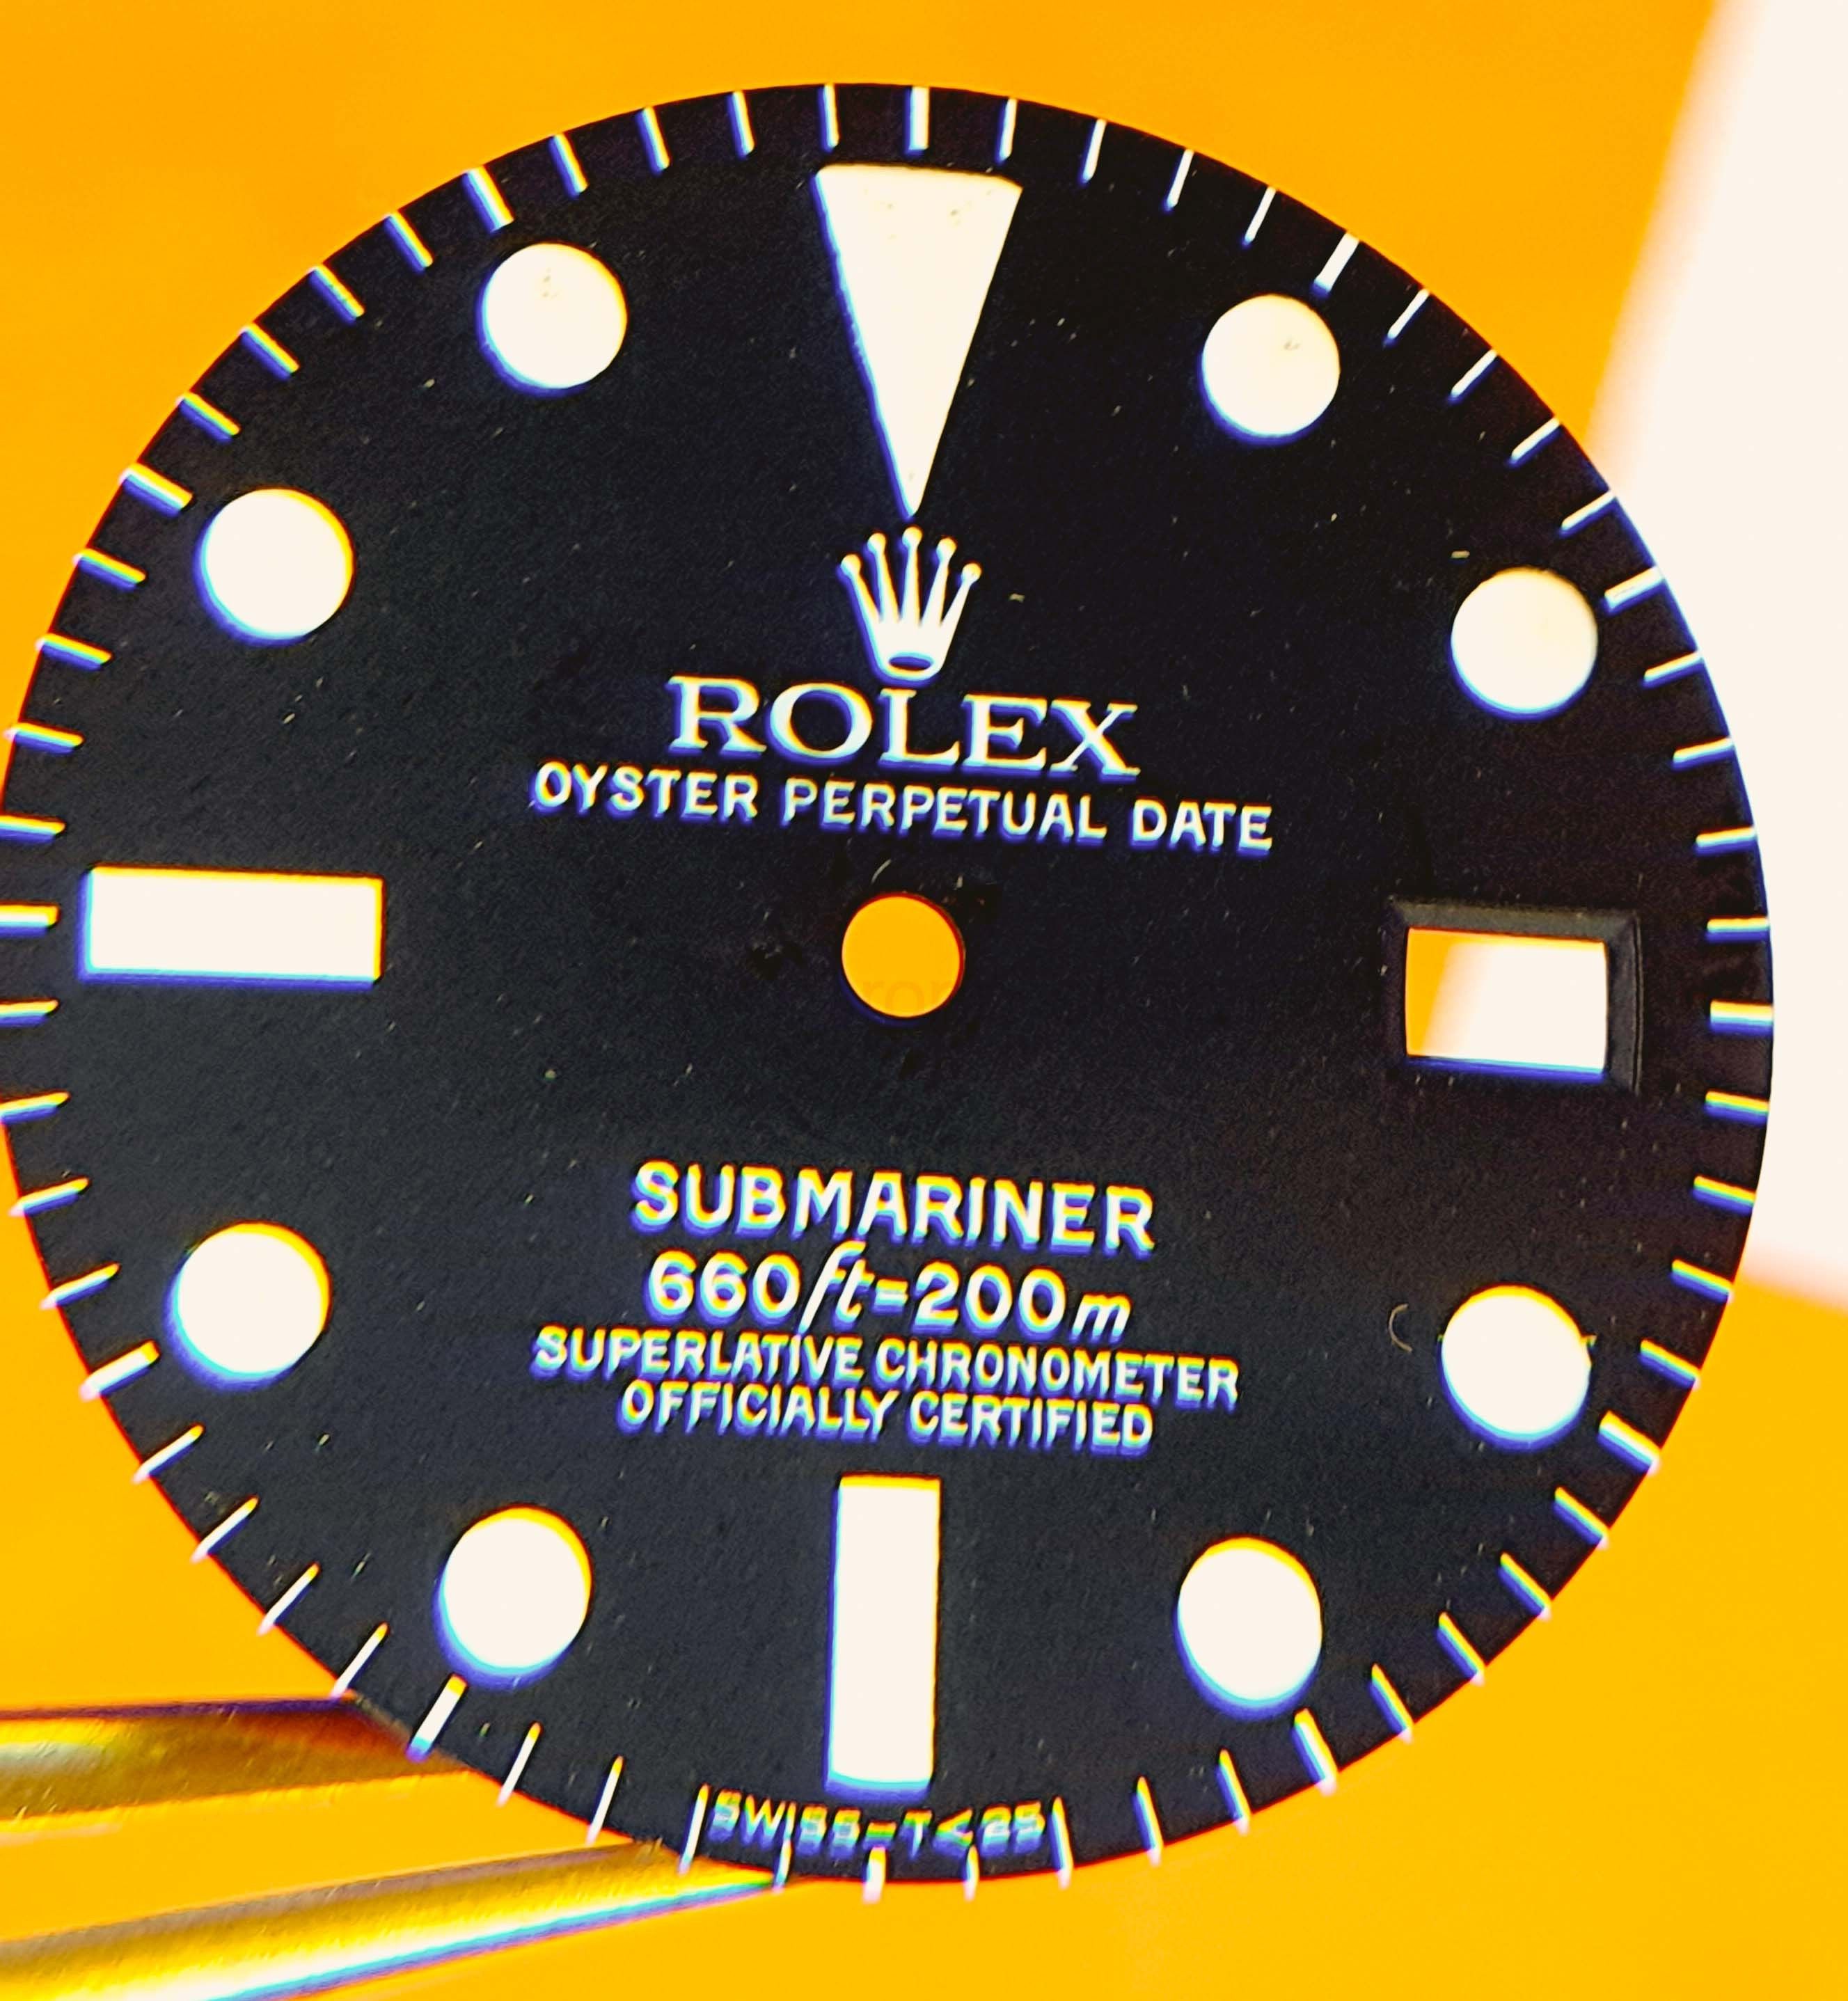 ROLEX
OYSTER PERPETUAL DATE
SUBMARINER
660ft=200m
SUPERLATIVE CHRONOMETER
OFFICIALLY CERTIFIED
SWISS-T<25